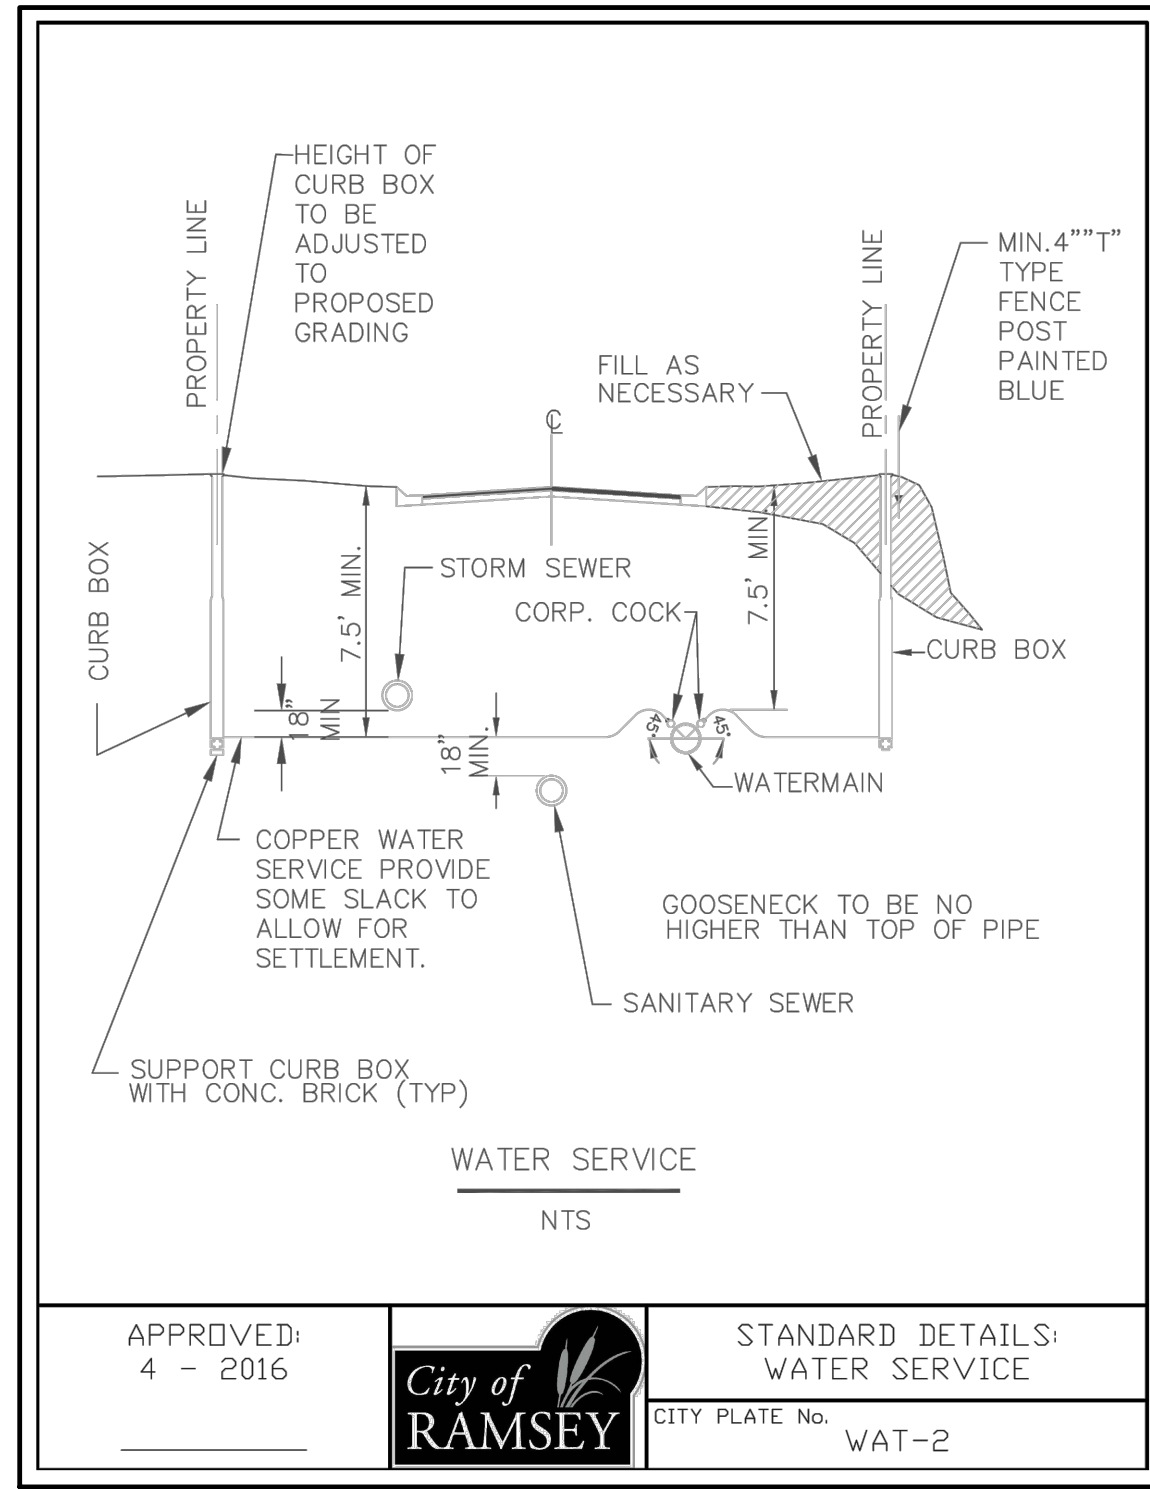 HEIGHT OF
CURB BOX
TO BE
ADJUSTED
TO
PROPOSED
GRADING
PROPERTY LINE
PROPERTY LINE
MIN.4""T"
TYPE
FENCE
POST
PAINTED
BLUE
FILL AS
NECESSARY
℄
CURB BOX
7.5' MIN.
STORM SEWER
CORP. COCK
7.5' MIN.
CURB BOX
18"
MIN
18"
MIN.
45°
45°
WATERMAIN
COPPER WATER
SERVICE PROVIDE
SOME SLACK TO
ALLOW FOR
SETTLEMENT.
GOOSENECK TO BE NO
HIGHER THAN TOP OF PIPE
SANITARY SEWER
SUPPORT CURB BOX
WITH CONC. BRICK (TYP)
WATER SERVICE
NTS
APPROVED:
4 - 2016
City of
RAMSEY
STANDARD DETAILS:
WATER SERVICE
CITY PLATE No.
WAT-2